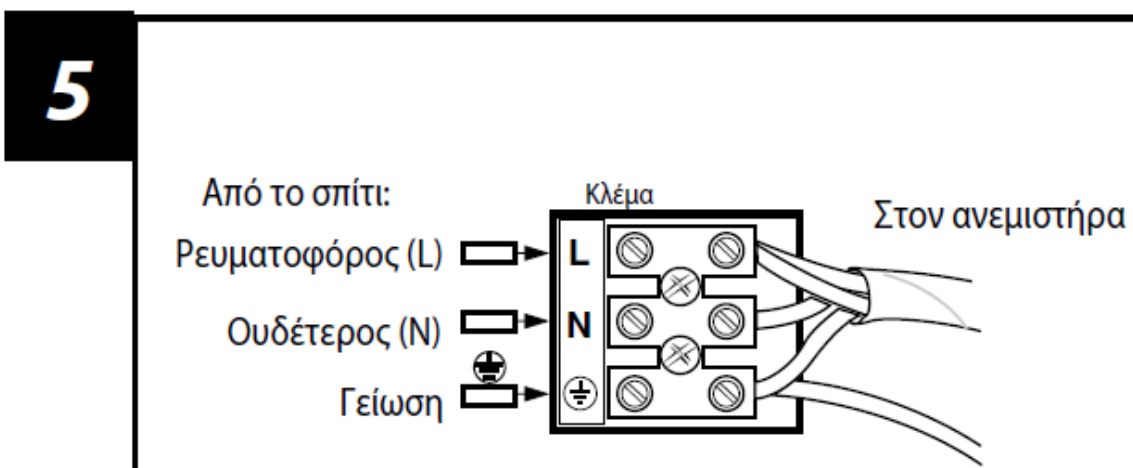 5
Από το σπίτι:
Κλέμα
Στον ανεμιστήρα
Ρευματοφόρος (L)
L
Ουδέτερος (N)
N
Γείωση